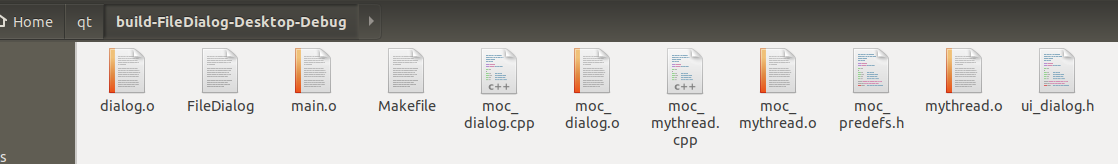 Home qt build-FileDialog-Desktop-Debug
dialog.o FileDialog main.o Makefile moc_ moc_ moc_ moc_ moc_ mythread.o ui_dialog.h
dialog.cpp dialog.o mythread. mythread.o predefs.h
cpp
s